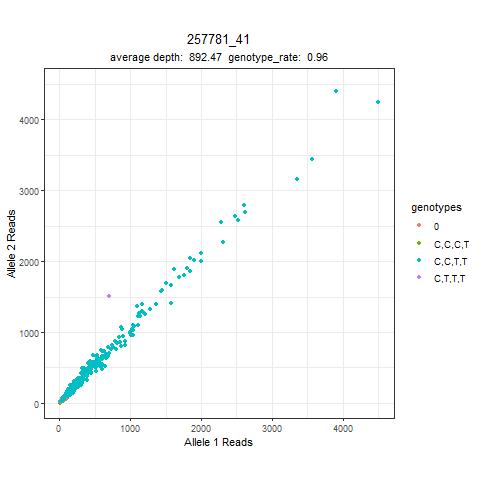 257781_41
average depth:  892.47  genotype_rate:  0.96
Allele 2 Reads
4000
3000
2000
1000
0
0
1000
2000
3000
4000
Allele 1 Reads
genotypes
0
C,C,C,T
C,C,T,T
C,T,T,T